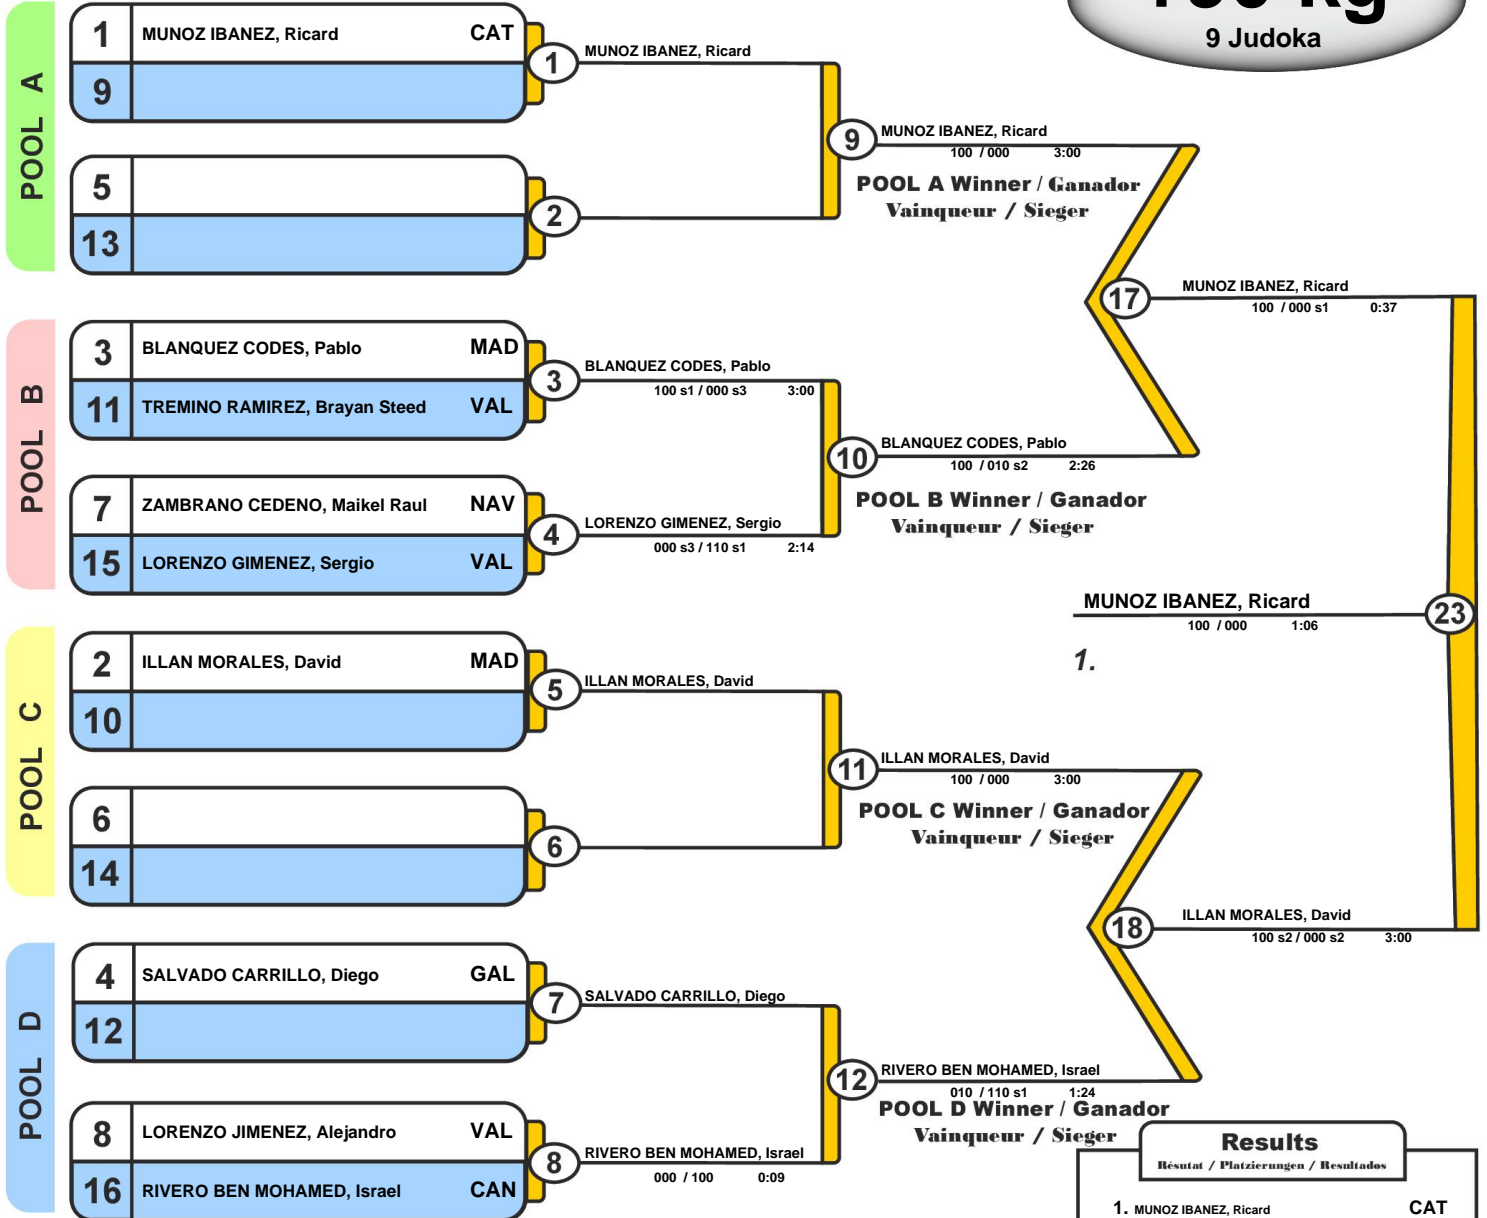 9 Judoka
POOL A
1 MUNOZ IBANEZ, Ricard CAT
9
5
13
1
MUNOZ IBANEZ, Ricard
2
9
MUNOZ IBANEZ, Ricard
100 / 000 3:00
POOL A Winner / Ganador
Vainqueur / Sieger
POOL B
3 BLANQUEZ CODES, Pablo MAD
11 TREMINO RAMIREZ, Brayan Steed VAL
7 ZAMBRANO CEDENO, Maikel Raul NAV
15 LORENZO GIMENEZ, Sergio VAL
3
BLANQUEZ CODES, Pablo
100 s1 / 000 s3 3:00
4
LORENZO GIMENEZ, Sergio
000 s3 / 110 s1 2:14
10
BLANQUEZ CODES, Pablo
100 / 010 s2 2:26
POOL B Winner / Ganador
Vainqueur / Sieger
17
MUNOZ IBANEZ, Ricard
100 / 000 s1 0:37
MUNOZ IBANEZ, Ricard
100 / 000 1:06
23
1.
POOL C
2 ILLAN MORALES, David MAD
10
6
14
5
ILLAN MORALES, David
6
11
ILLAN MORALES, David
100 / 000 3:00
POOL C Winner / Ganador
Vainqueur / Sieger
18
ILLAN MORALES, David
100 s2 / 000 s2 3:00
POOL D
4 SALVADO CARRILLO, Diego GAL
12
8 LORENZO JIMENEZ, Alejandro VAL
16 RIVERO BEN MOHAMED, Israel CAN
7
SALVADO CARRILLO, Diego
8
RIVERO BEN MOHAMED, Israel
000 / 100 0:09
12
RIVERO BEN MOHAMED, Israel
010 / 110 s1 1:24
POOL D Winner / Ganador
Vainqueur / Sieger
Results
Résutat / Platzierungen / Resultados
1. MUNOZ IBANEZ, Ricard CAT